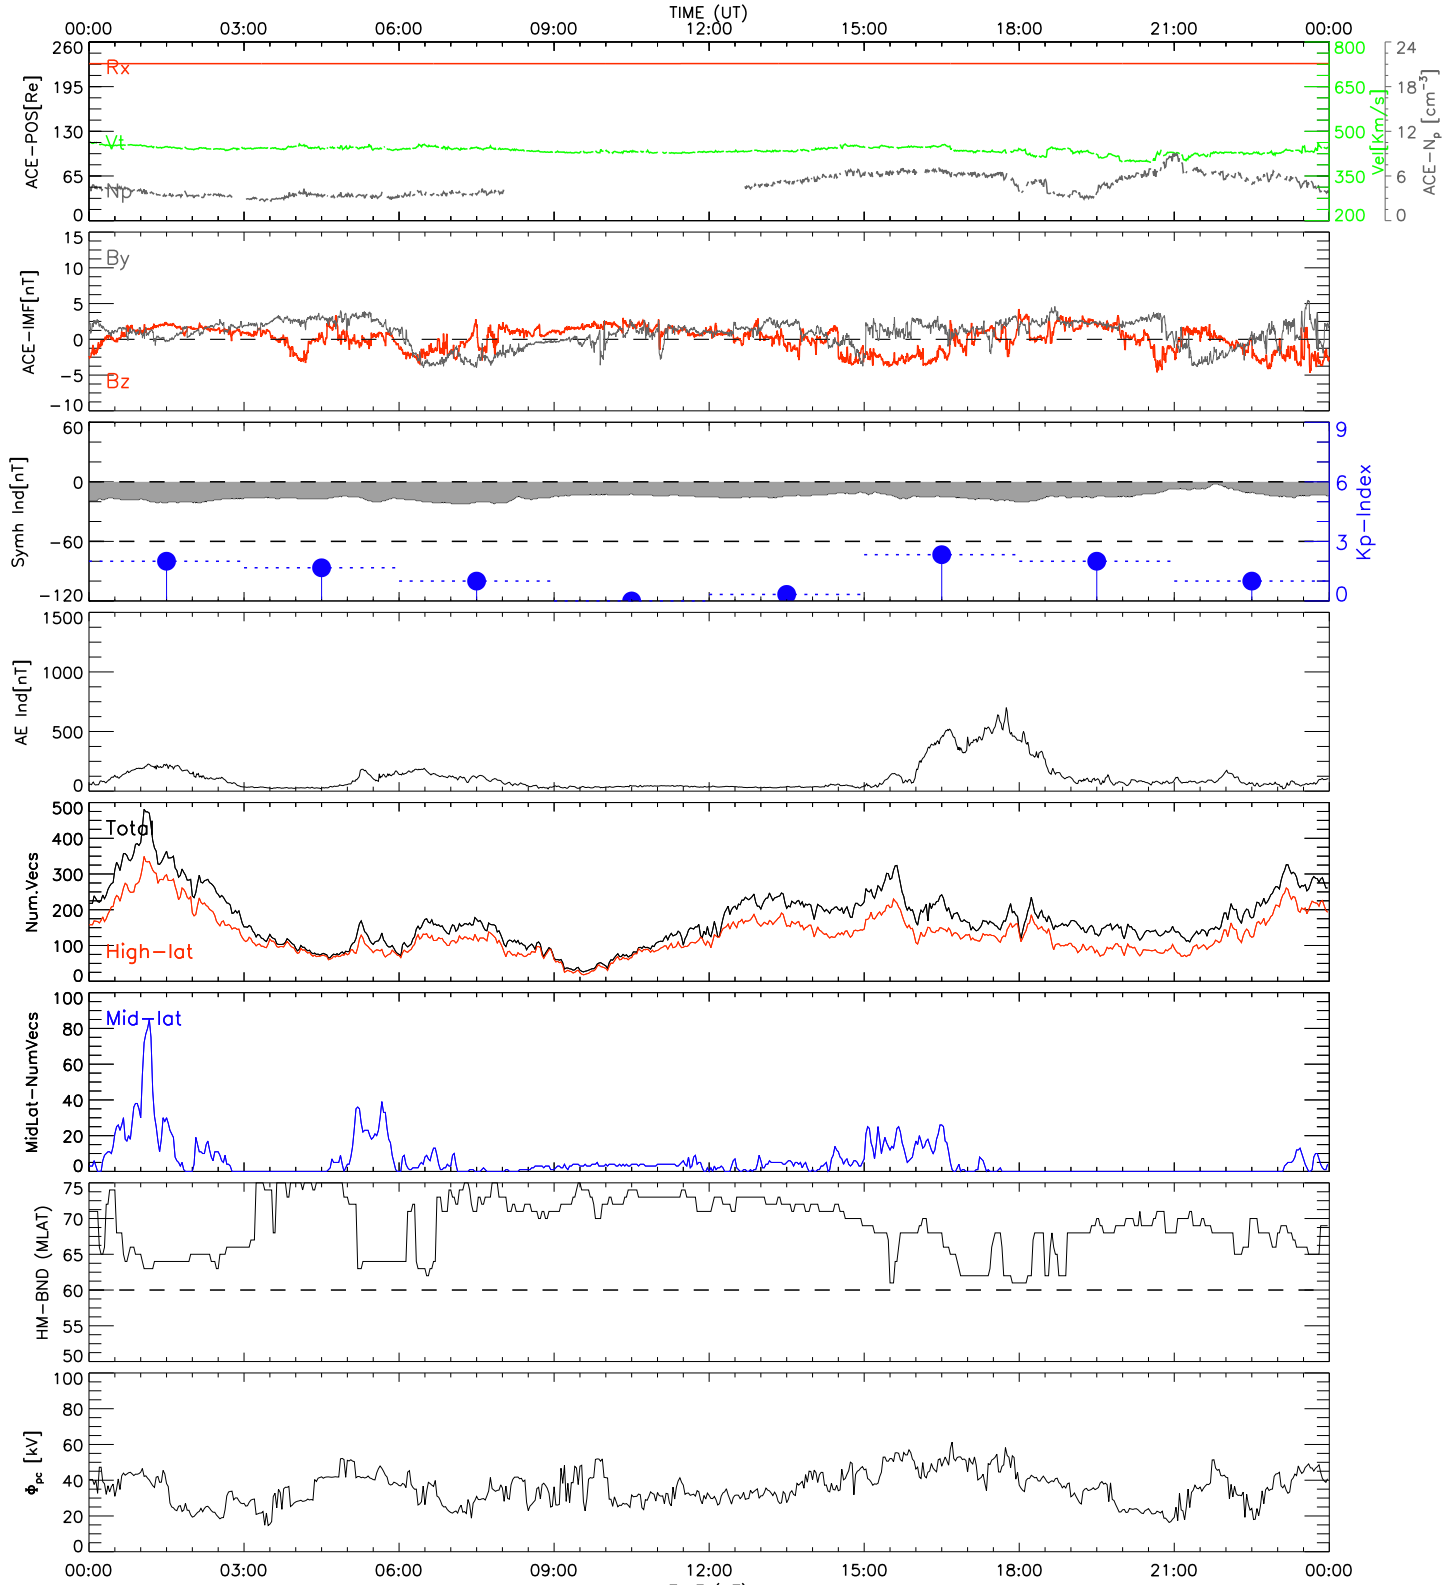 TIME (UT)
00:00 03:00 06:00 09:00 12:00 15:00 18:00 21:00 00:00
260
195
130
65
0
ACE-POS[Re]
Rx
Vt
Np
800
650
500
350
200
Vel[Km/s]
24
18
12
6
0
ACE-Np [cm-3]
15
10
5
0
-5
-10
ACE-IMF[nT]
By
Bz
60
0
-60
-120
Symh Ind[nT]
9
6
3
0
Kp-Index
1500
1000
500
0
AE Ind[nT]
500
400
300
200
100
0
Num.Vecs
Total
High-lat
100
80
60
40
20
0
MidLat-NumVecs
Mid-lat
75
70
65
60
55
50
HM-BND (MLAT)
100
80
60
40
20
0
Φpc [kV]
00:00 03:00 06:00 09:00 12:00 15:00 18:00 21:00 00:00